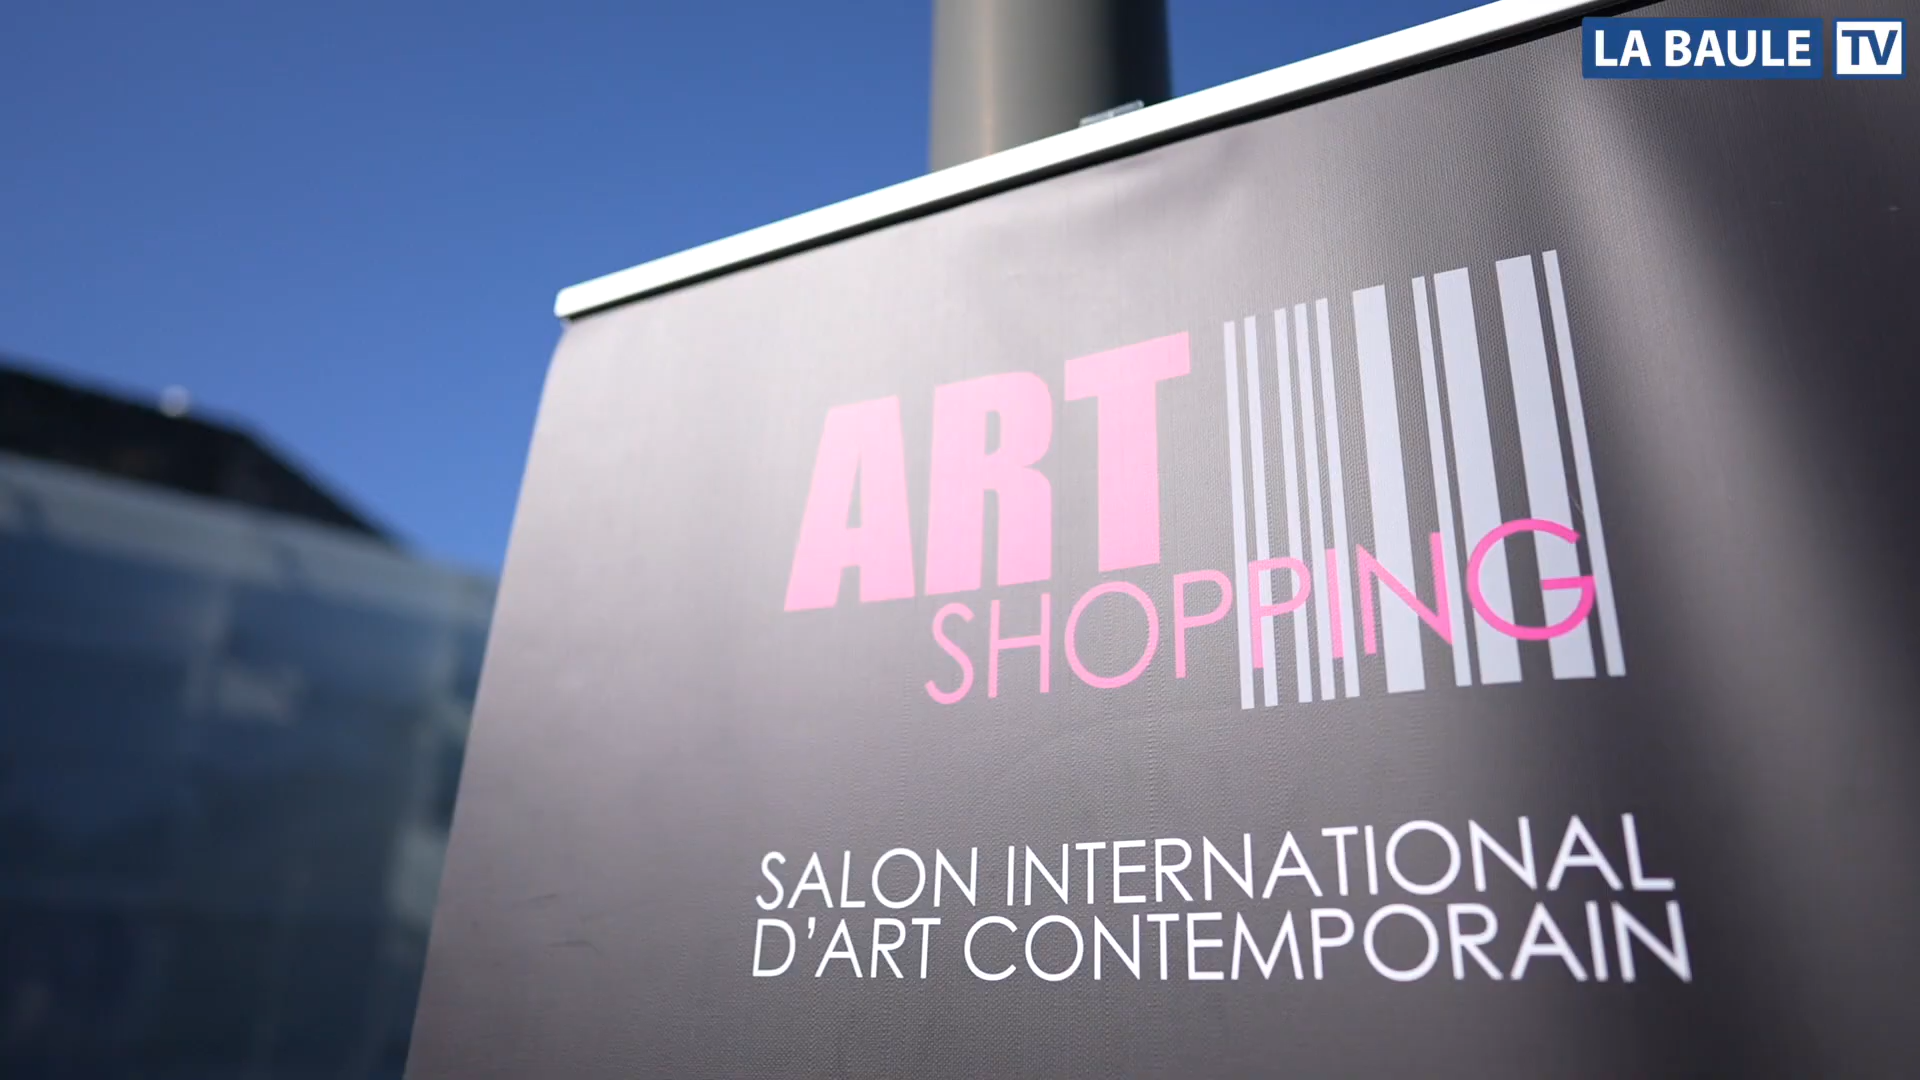 LA BAULE TV
ART
SHOPPING
SALON INTERNATIONAL
D'ART CONTEMPORAIN